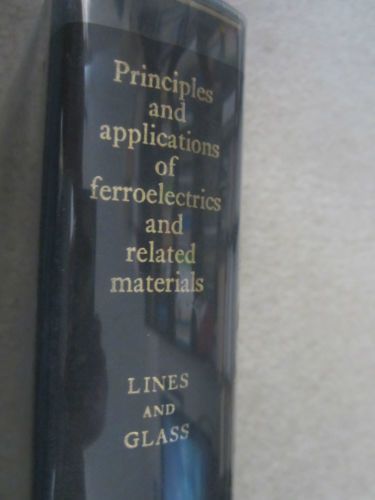 Principles
and
applications
of
ferroelectrics
and
related
materials
LINES
AND
GLASS